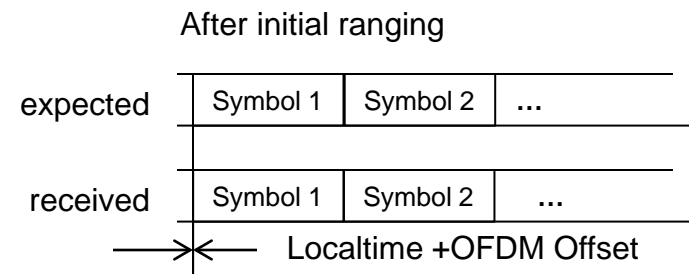 After initial ranging
expected Symbol 1 Symbol 2 ...
received Symbol 1 Symbol 2 ...
Localtime +OFDM Offset